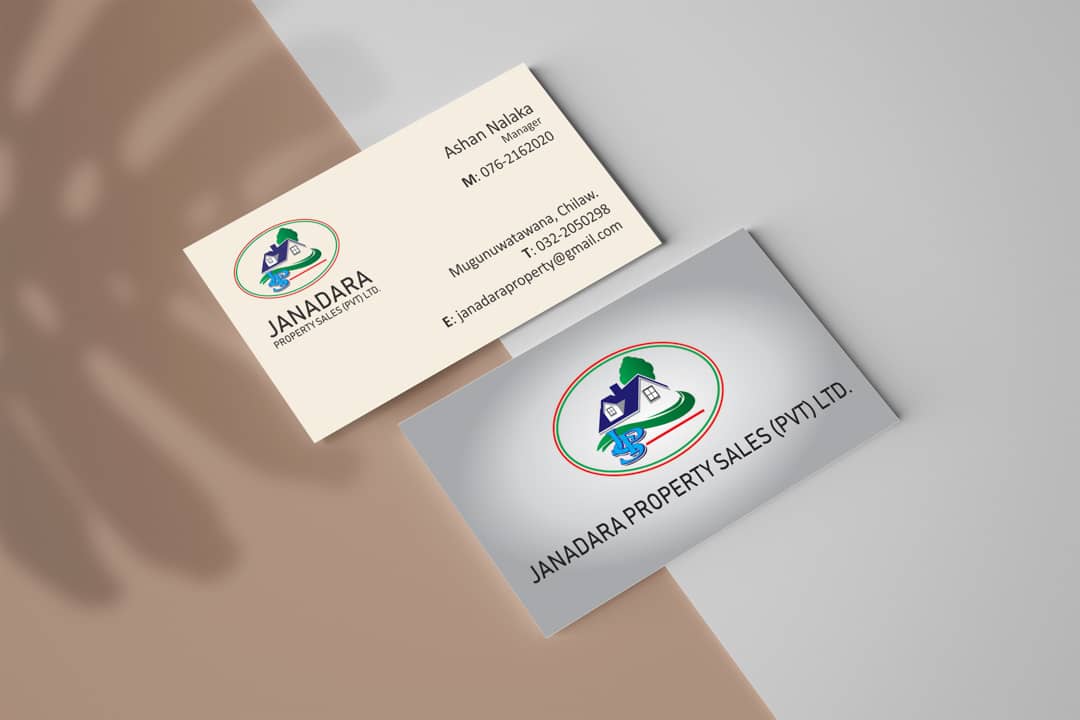 Ashan Nalaka
Manager
M: 076-2162020
Mugunuwatawana, Chilaw.
T: 032-2050298
E: janadaraproperty@gmail.com
JANADARA
PROPERTY SALES (PVT) LTD.
JANADARA PROPERTY SALES (PVT) LTD.